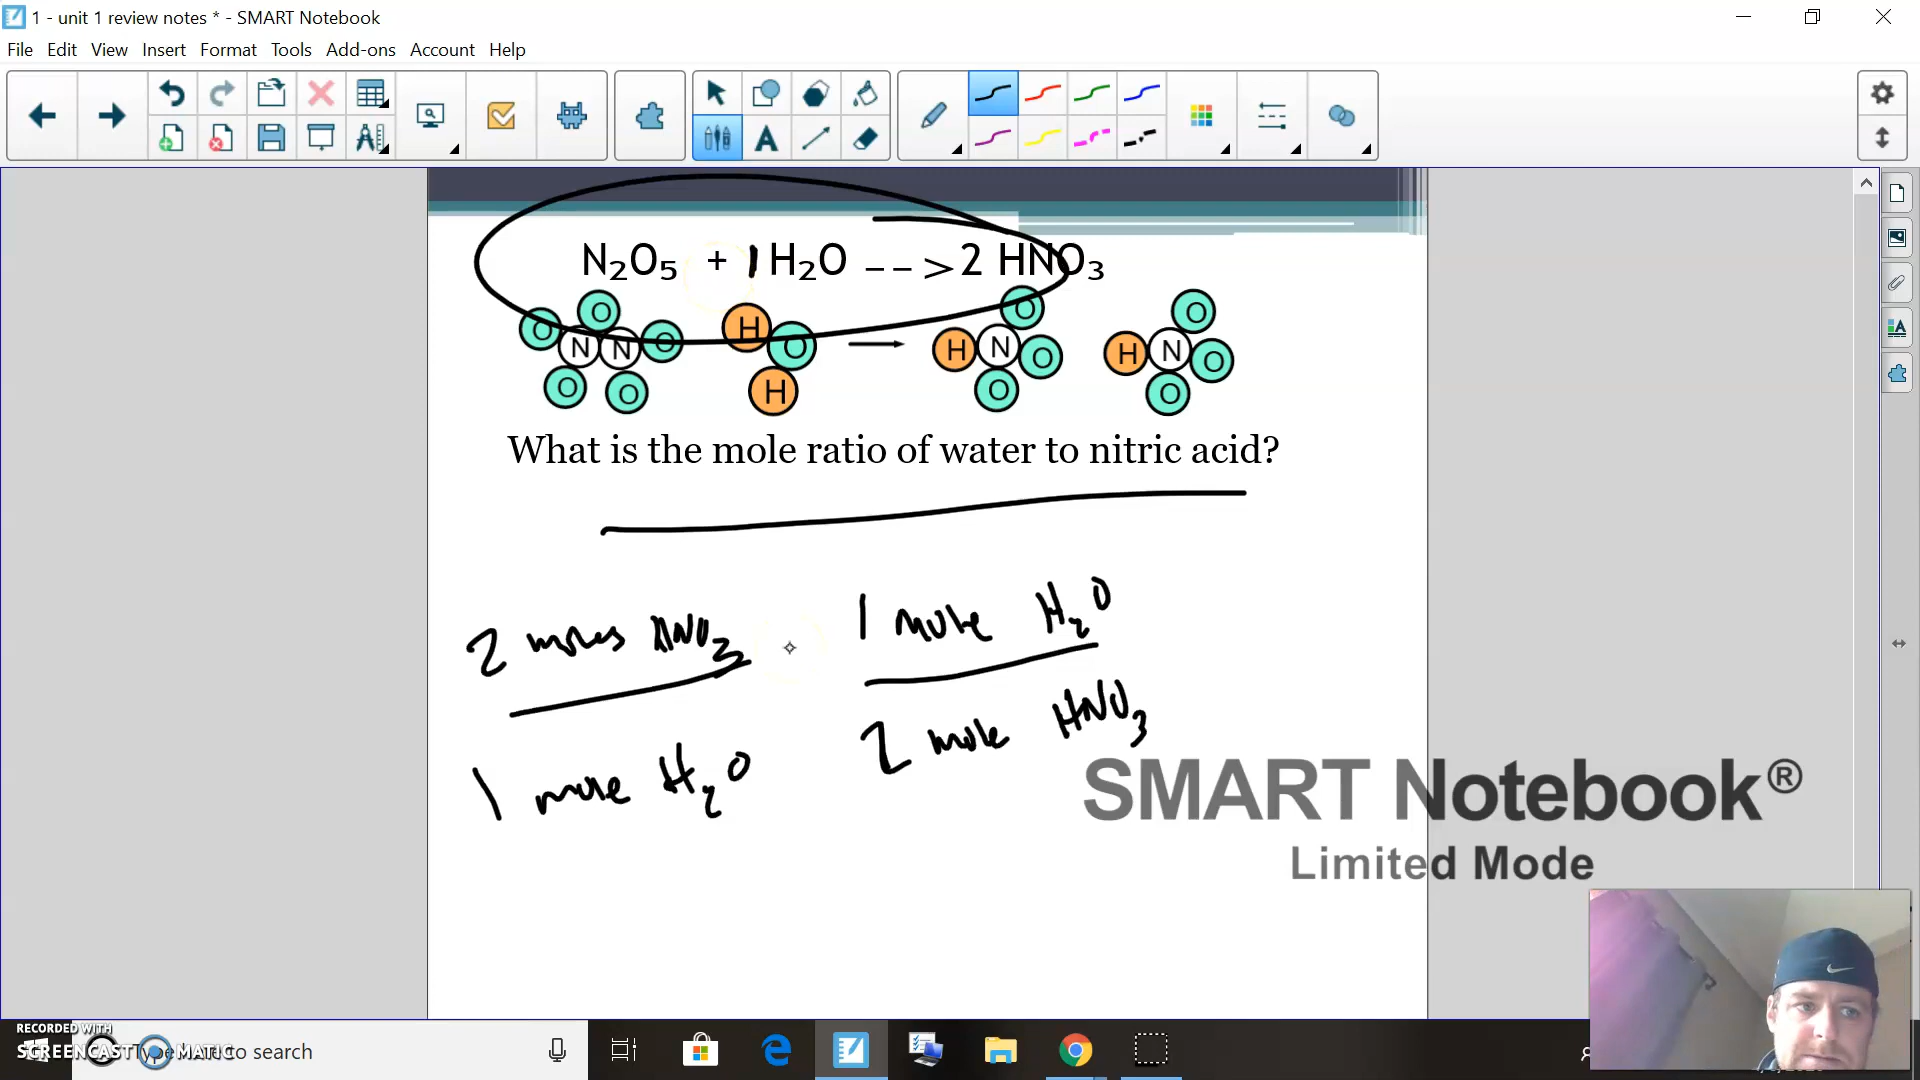 1 - unit 1 review notes * - SMART Notebook
File Edit View Insert Format Tools Add-ons Account Help
N₂O₅ + 1 H₂O --> 2 HNO₃
O O N N O O O H O H H N O O O H N O O O
What is the mole ratio of water to nitric acid?
2 moles HNO₃ 1 mole H₂O
1 mole H₂O 2 mole HNO₃
SMART Notebook®
Limited Mode
RECORDED WITH
SCREENCAST MATIC
Type here to search